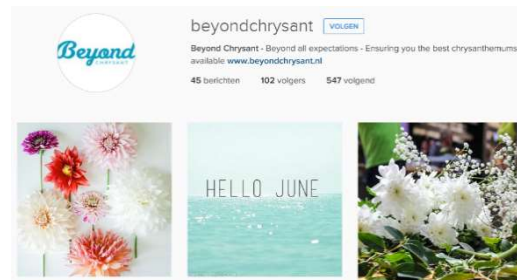 Beyond
CHRYSANT
beyondchrysant VOLGEN
Beyond Chrysant - Beyond all expectations - Ensuring you the best chrysanthemums
available www.beyondchrysant.nl
45 berichten 102 volgers 547 volgend
HELLO JUNE